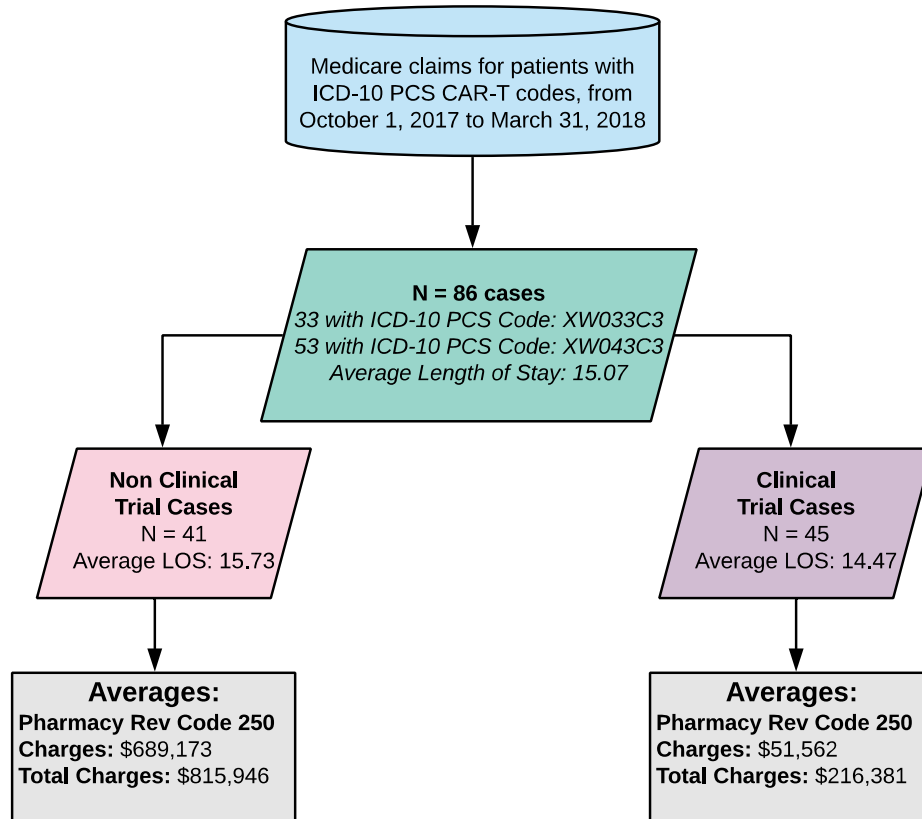 Medicare claims for patients with
ICD-10 PCS CAR-T codes, from
October 1, 2017 to March 31, 2018
N = 86 cases
33 with ICD-10 PCS Code: XW033C3
53 with ICD-10 PCS Code: XW043C3
Average Length of Stay: 15.07
Non Clinical
Trial Cases
N = 41
Average LOS: 15.73
Clinical
Trial Cases
N = 45
Average LOS: 14.47
Averages:
Pharmacy Rev Code 250
Charges: $689,173
Total Charges: $815,946
Averages:
Pharmacy Rev Code 250
Charges: $51,562
Total Charges: $216,381